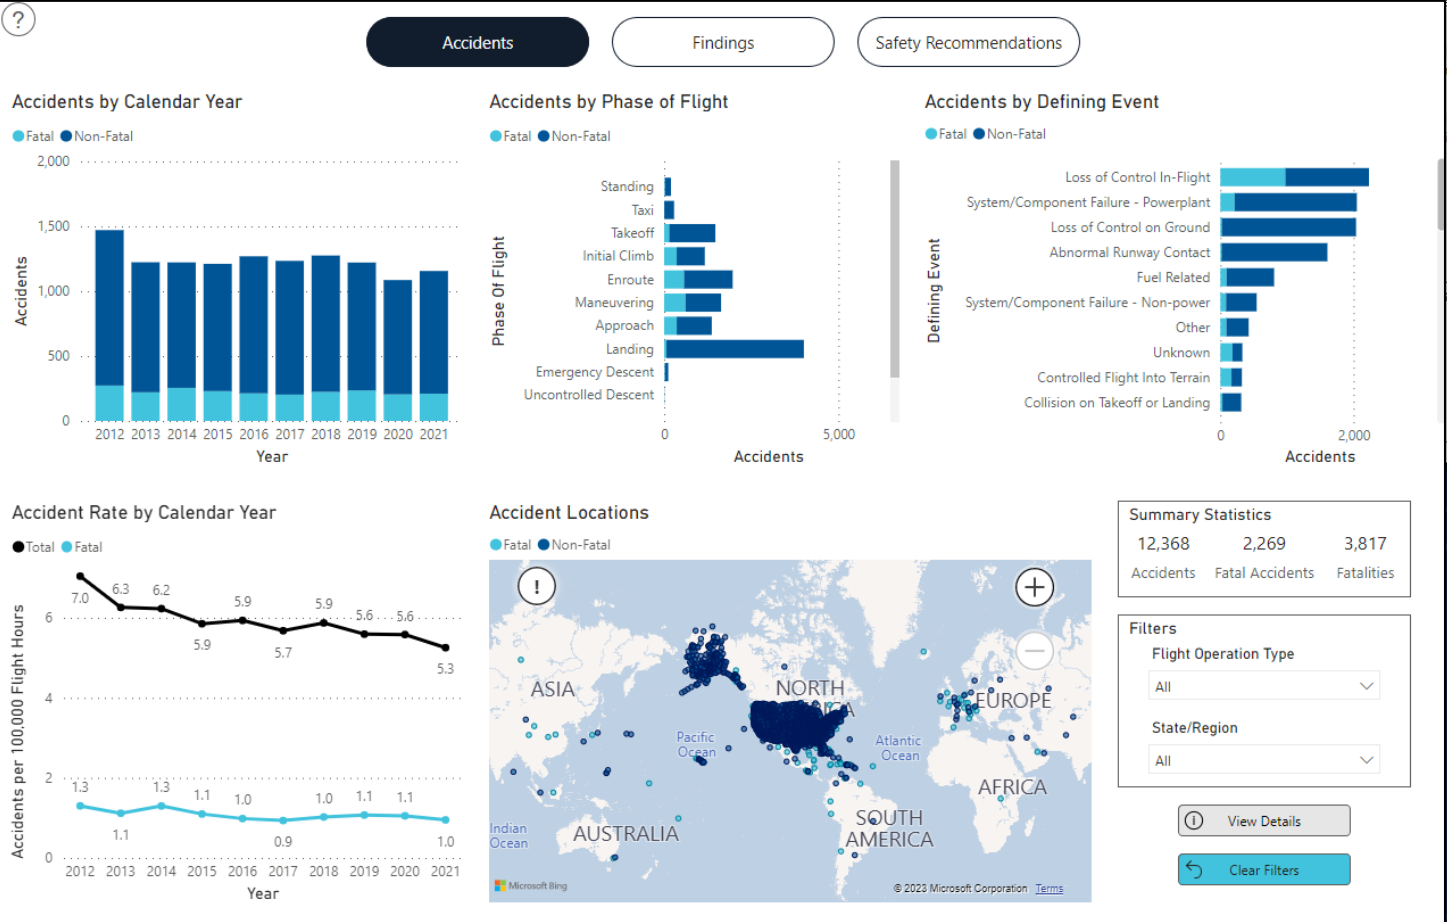 ?
Accidents
Findings
Safety Recommendations
Accidents by Calendar Year
Fatal Non-Fatal
2,000
1,500
1,000
500
0
Accidents
2012 2013 2014 2015 2016 2017 2018 2019 2020 2021
Year
Accidents by Phase of Flight
Fatal Non-Fatal
Phase Of Flight
Standing
Taxi
Takeoff
Initial Climb
Enroute
Maneuvering
Approach
Landing
Emergency Descent
Uncontrolled Descent
0 5,000
Accidents
Accidents by Defining Event
Fatal Non-Fatal
Defining Event
Loss of Control In-Flight
System/Component Failure - Powerplant
Loss of Control on Ground
Abnormal Runway Contact
Fuel Related
System/Component Failure - Non-power
Other
Unknown
Controlled Flight Into Terrain
Collision on Takeoff or Landing
0 2,000
Accidents
Accident Rate by Calendar Year
Total Fatal
Accidents per 100,000 Flight Hours
6
4
2
0
7.0 6.3 6.2 5.9 5.9 5.7 5.9 5.6 5.6 5.3
1.3 1.1 1.3 1.1 1.0 0.9 1.0 1.1 1.1 1.0
2012 2013 2014 2015 2016 2017 2018 2019 2020 2021
Year
Accident Locations
Fatal Non-Fatal
!
+
ASIA
NORTH
EUROPE
Pacific
Ocean
Atlantic
Ocean
AFRICA
SOUTH
AMERICA
Indian
Ocean
AUSTRALIA
Microsoft Bing
© 2023 Microsoft Corporation Terms
Summary Statistics
12,368 2,269 3,817
Accidents Fatal Accidents Fatalities
Filters
Flight Operation Type
All
State/Region
All
View Details
Clear Filters